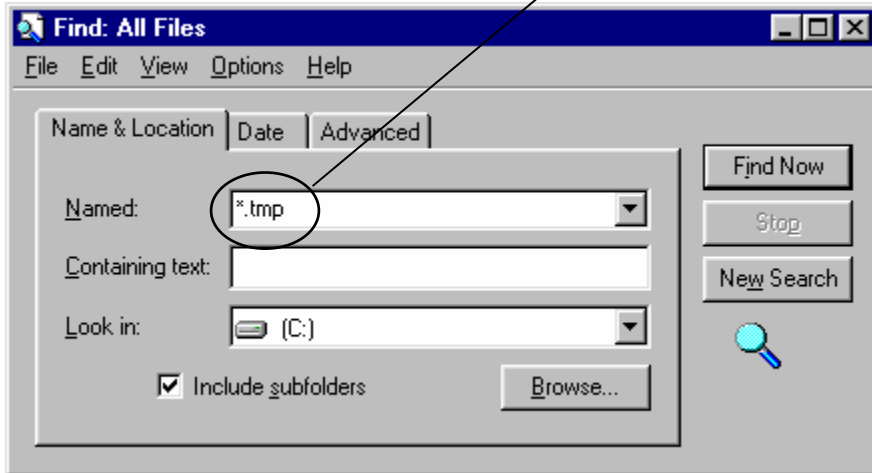 Find: All Files
File Edit View Options Help
Name & Location Date Advanced
Find Now
Named: *.tmp
Stop
Containing text:
New Search
Look in: (C:)
Include subfolders Browse...